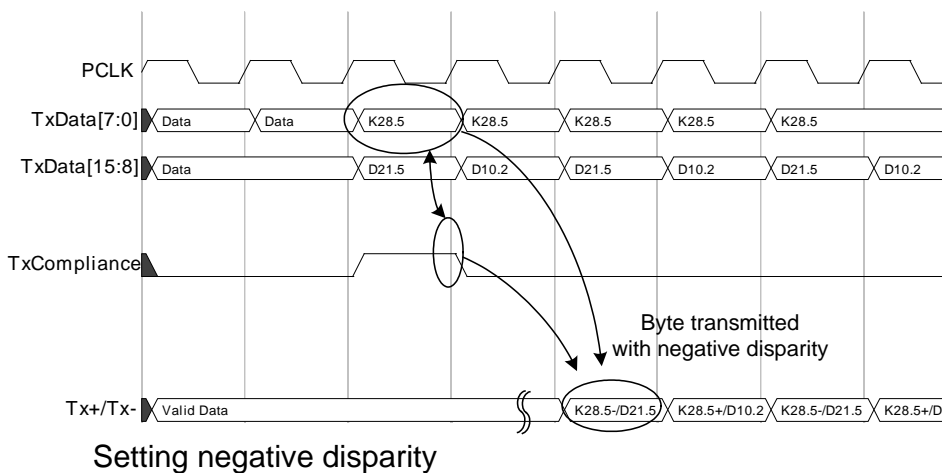 PCLK
TxData[7:0] Data Data K28.5 K28.5 K28.5 K28.5 K28.5
TxData[15:8] Data D21.5 D10.2 D21.5 D10.2 D21.5 D10.2
TxCompliance
Byte transmitted
with negative disparity
Tx+/Tx- Valid Data K28.5-/D21.5 K28.5+/D10.2 K28.5-/D21.5 K28.5+/D
Setting negative disparity